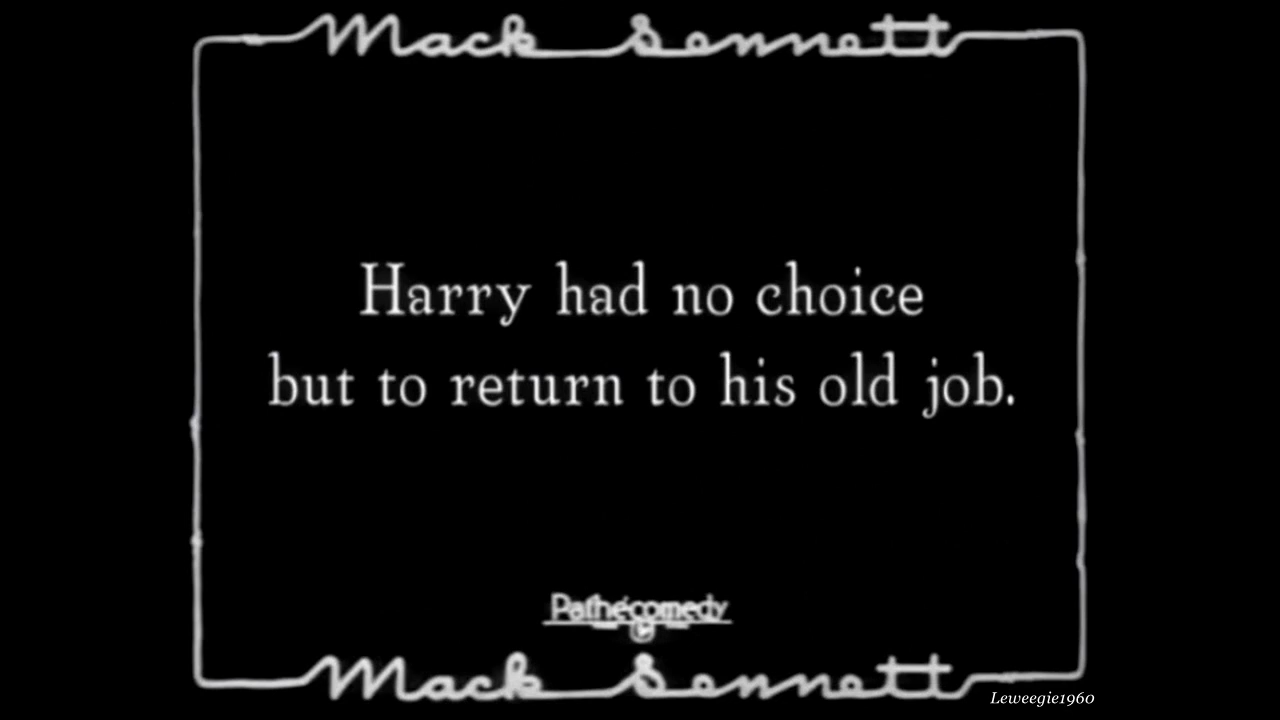 Mack Sennett
Harry had no choice
but to return to his old job.
Pathécomedy
Mack Sennett
Leweegie1960